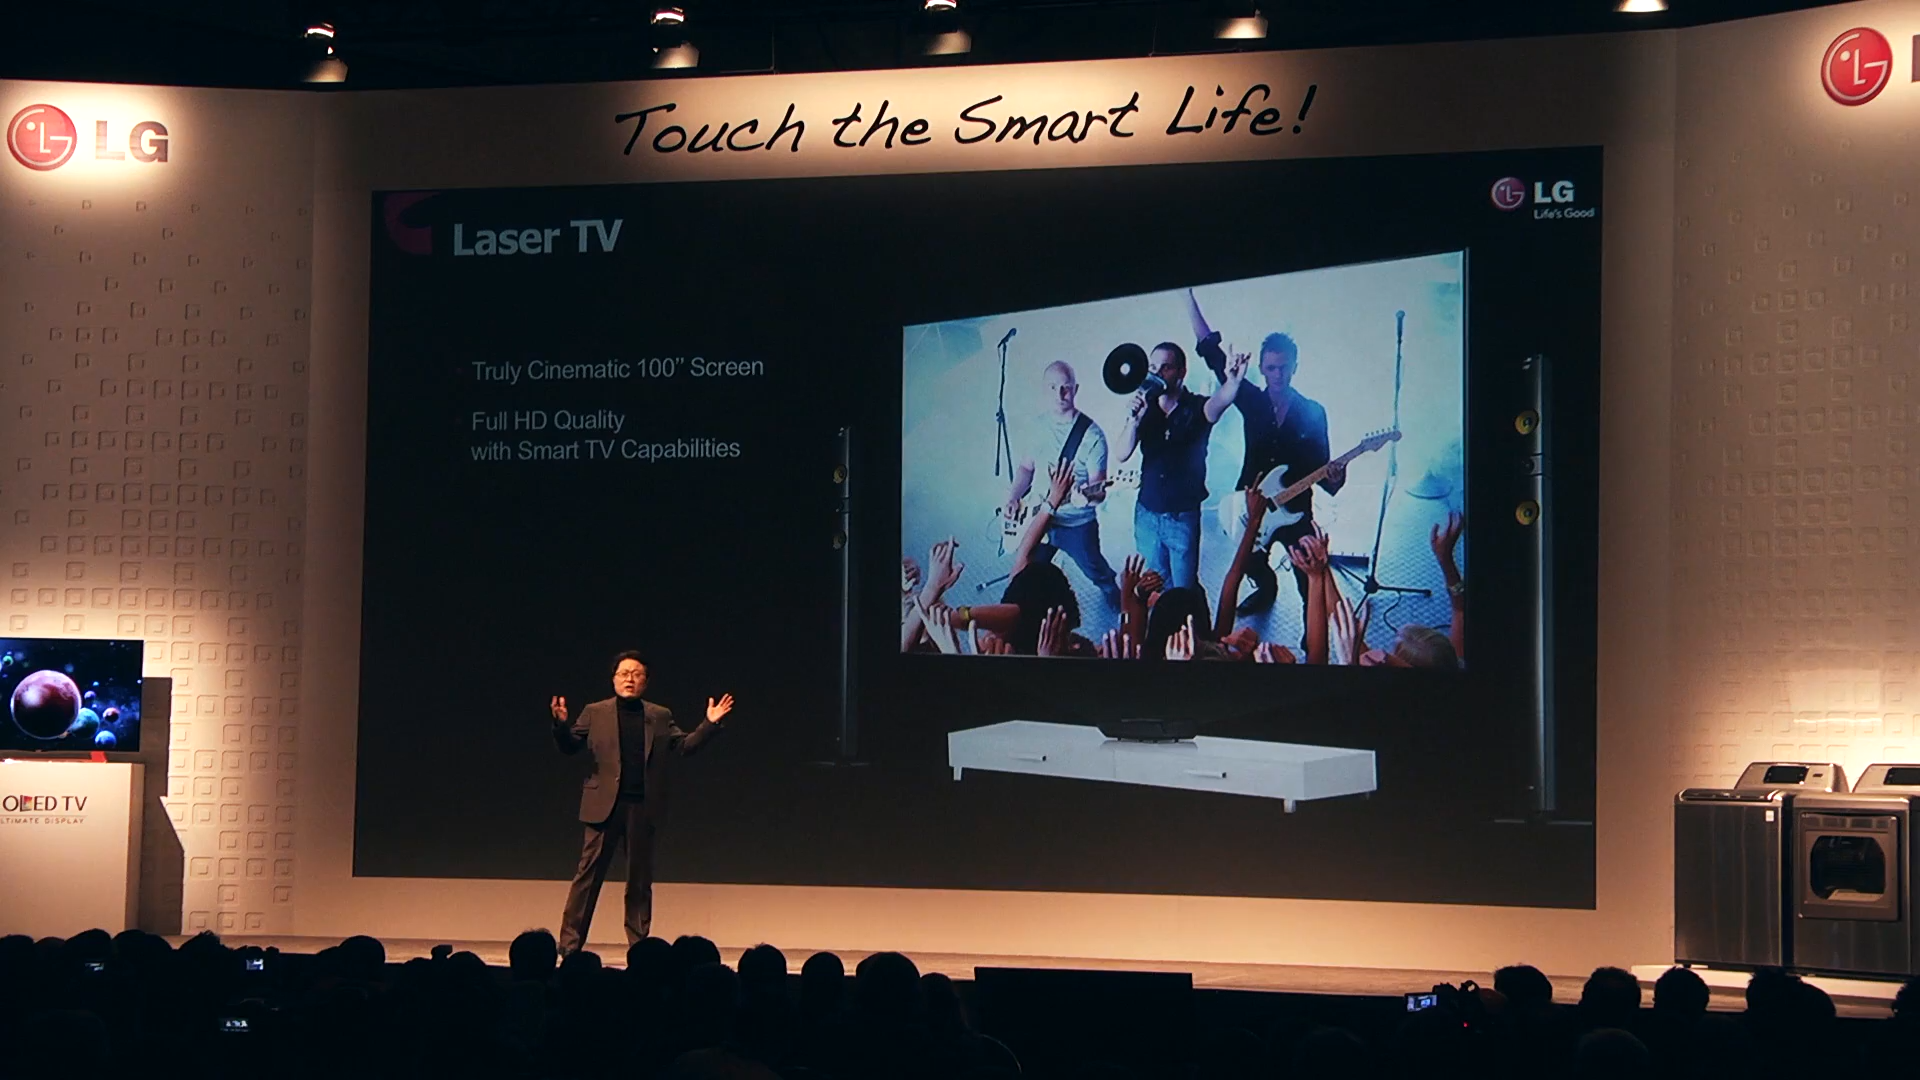 Touch the Smart Life!
LG
LG
Life's Good
Laser TV
Truly Cinematic 100" Screen
Full HD Quality
with Smart TV Capabilities
OLED TV
LTIMATE DISPLAY